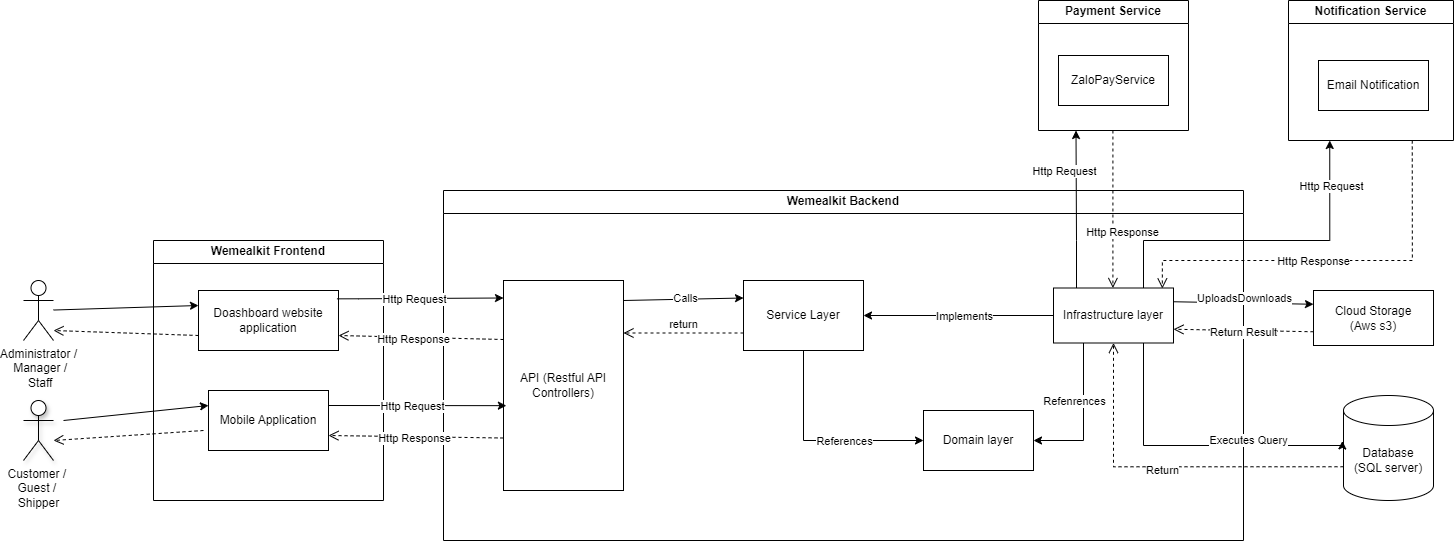 Payment Service
Notification Service
ZaloPayService
Email Notification
Http Request
Http Request
Wemealkit Backend
Http Response
Wemealkit Frontend
Http Response
Doashboard website
application
Http Request
Calls
Service Layer
Implements
Infrastructure layer
UploadsDownloads
Cloud Storage
(Aws s3)
return
Return Result
Http Response
Administrator /
Manager /
Staff
API (Restful API
Controllers)
Mobile Application
Http Request
Refenrences
Http Response
References
Domain layer
Executes Query
Database
(SQL server)
Return
Customer /
Guest /
Shipper